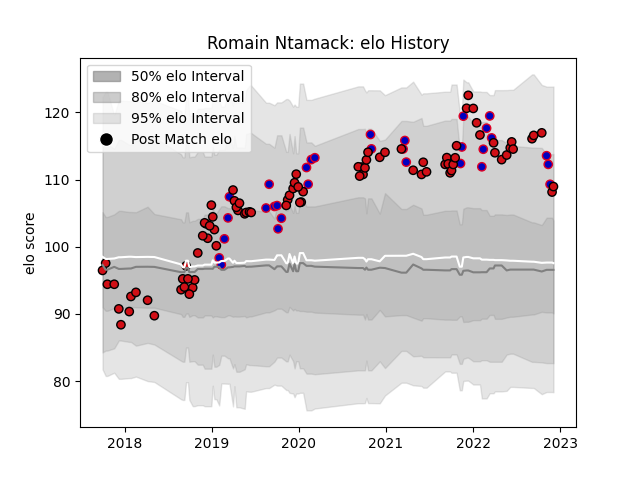 Romain Ntamack: elo History
50% elo Interval
80% elo Interval
95% elo Interval
Post Match elo
elo score
120
110
100
90
80
2018 2019 2020 2021 2022 2023